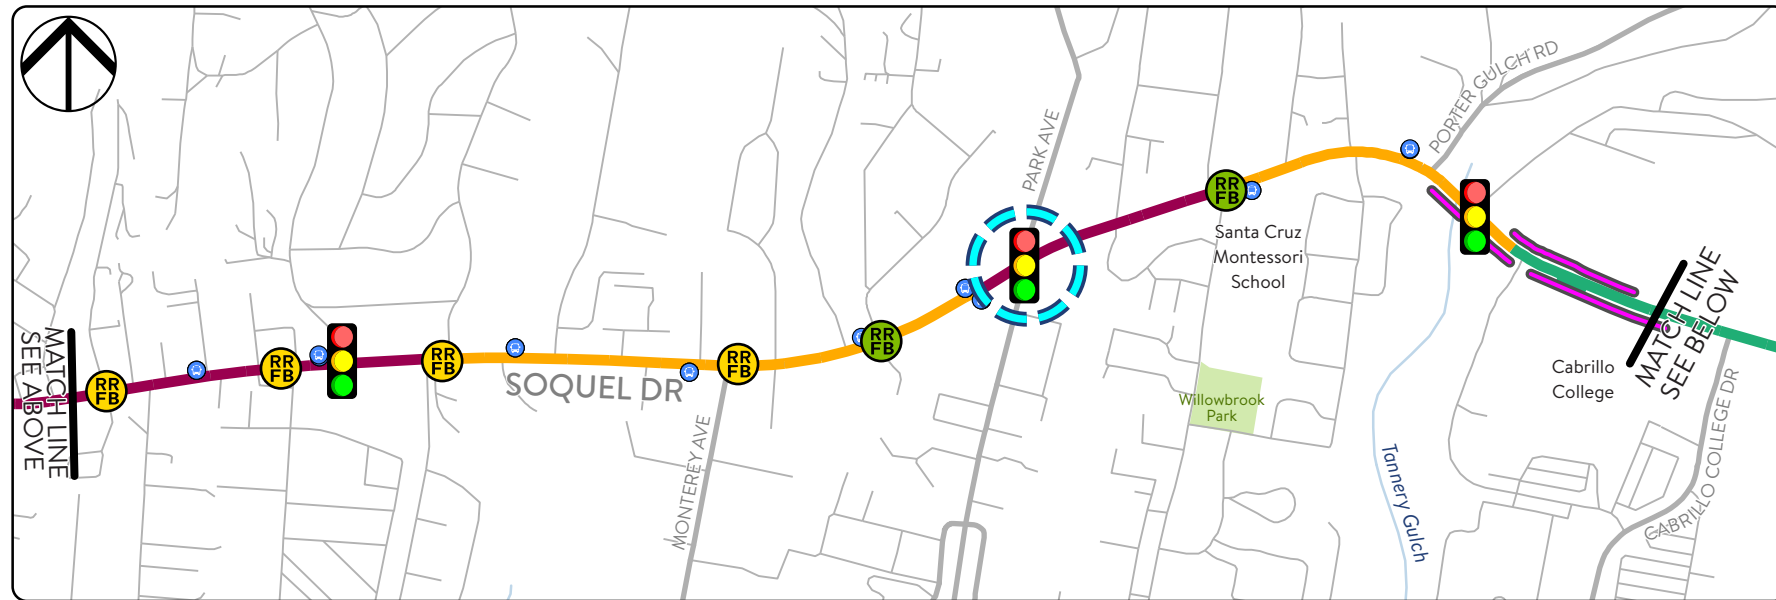 MATCH LINE
SEE ABOVE
RR
FB
RR
FB
RR
FB
SOQUEL DR
RR
FB
MONTEREY AVE
RR
FB
PARK AVE
RR
FB
Santa Cruz
Montessori
School
Willowbrook
Park
PORTER GULCH RD
Tannery Gulch
Cabrillo
College
MATCH LINE
SEE BELOW
CABRILLO COLLEGE DR